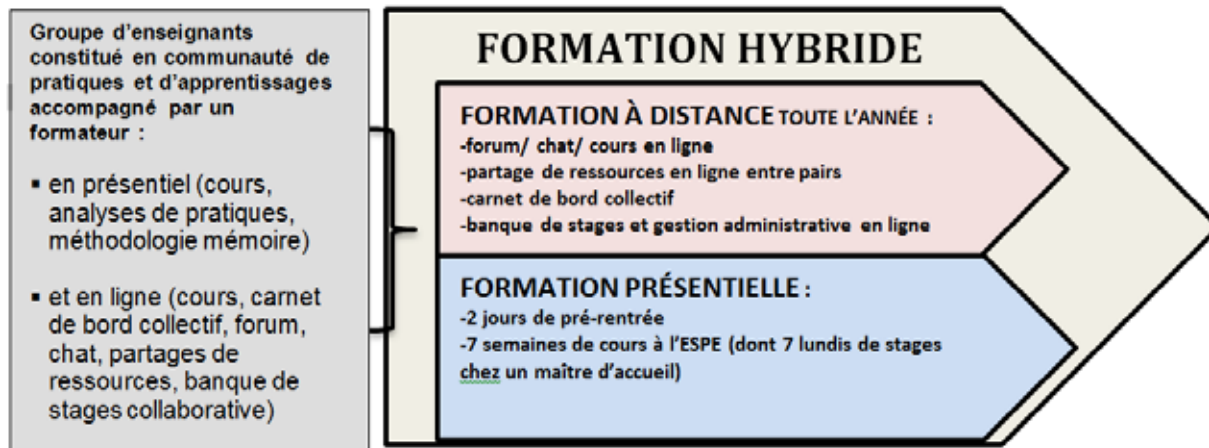 Groupe d'enseignants
constitué en communauté de
pratiques et d'apprentissages
accompagné par un
formateur :
▪ en présentiel (cours,
analyses de pratiques,
méthodologie mémoire)
▪ et en ligne (cours, carnet
de bord collectif, forum,
chat, partages de
ressources, banque de
stages collaborative)
FORMATION HYBRIDE
FORMATION À DISTANCE TOUTE L'ANNÉE :
-forum/ chat/ cours en ligne
-partage de ressources en ligne entre pairs
-carnet de bord collectif
-banque de stages et gestion administrative en ligne
FORMATION PRÉSENTIELLE :
-2 jours de pré-rentrée
-7 semaines de cours à l'ESPE (dont 7 lundis de stages
chez un maître d'accueil)